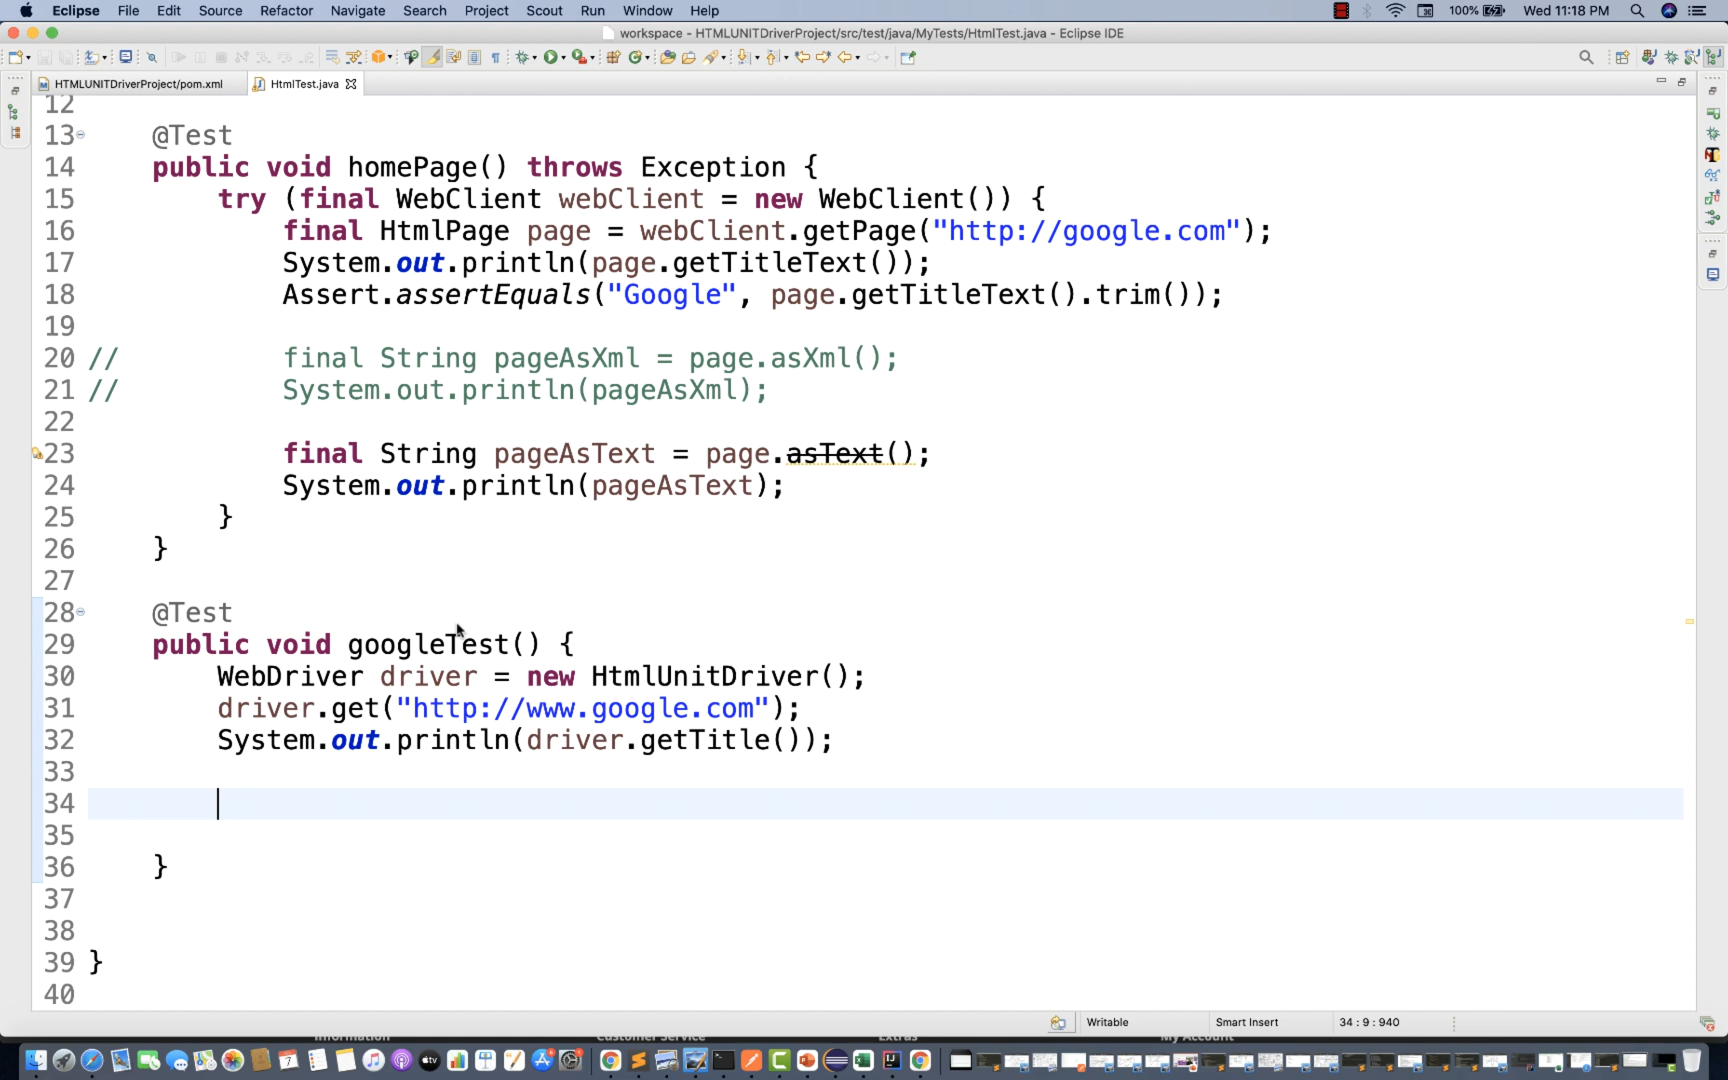 Eclipse File Edit Source Refactor Navigate Search Project Scout Run Window Help 100% Wed 11:18 PM
workspace - HTMLUNITDriverProject/src/test/java/MyTests/HtmlTest.java - Eclipse IDE
HTMLUNITDriverProject/pom.xml HtmlTest.java
12
13 @Test
14 public void homePage() throws Exception {
15 try (final WebClient webClient = new WebClient()) {
16 final HtmlPage page = webClient.getPage("http://google.com");
17 System.out.println(page.getTitleText());
18 Assert.assertEquals("Google", page.getTitleText().trim());
19
20 // final String pageAsXml = page.asXml();
21 // System.out.println(pageAsXml);
22
23 final String pageAsText = page.asText();
24 System.out.println(pageAsText);
25 }
26 }
27
28 @Test
29 public void googleTest() {
30 WebDriver driver = new HtmlUnitDriver();
31 driver.get("http://www.google.com");
32 System.out.println(driver.getTitle());
33
34
35
36 }
37
38
39 }
40
Writable Smart Insert 34 : 9 : 940
Information Customer Service Extras My Account